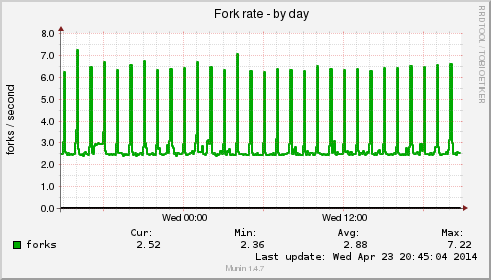 Fork rate - by day
RRDTOOL / TOBI OETIKER
forks / second
8.0
7.0
6.0
5.0
4.0
3.0
2.0
1.0
0.0
Wed 00:00 Wed 12:00
Cur: Min: Avg: Max:
forks 2.52 2.36 2.88 7.22
Last update: Wed Apr 23 20:45:04 2014
Munin 1.4.7